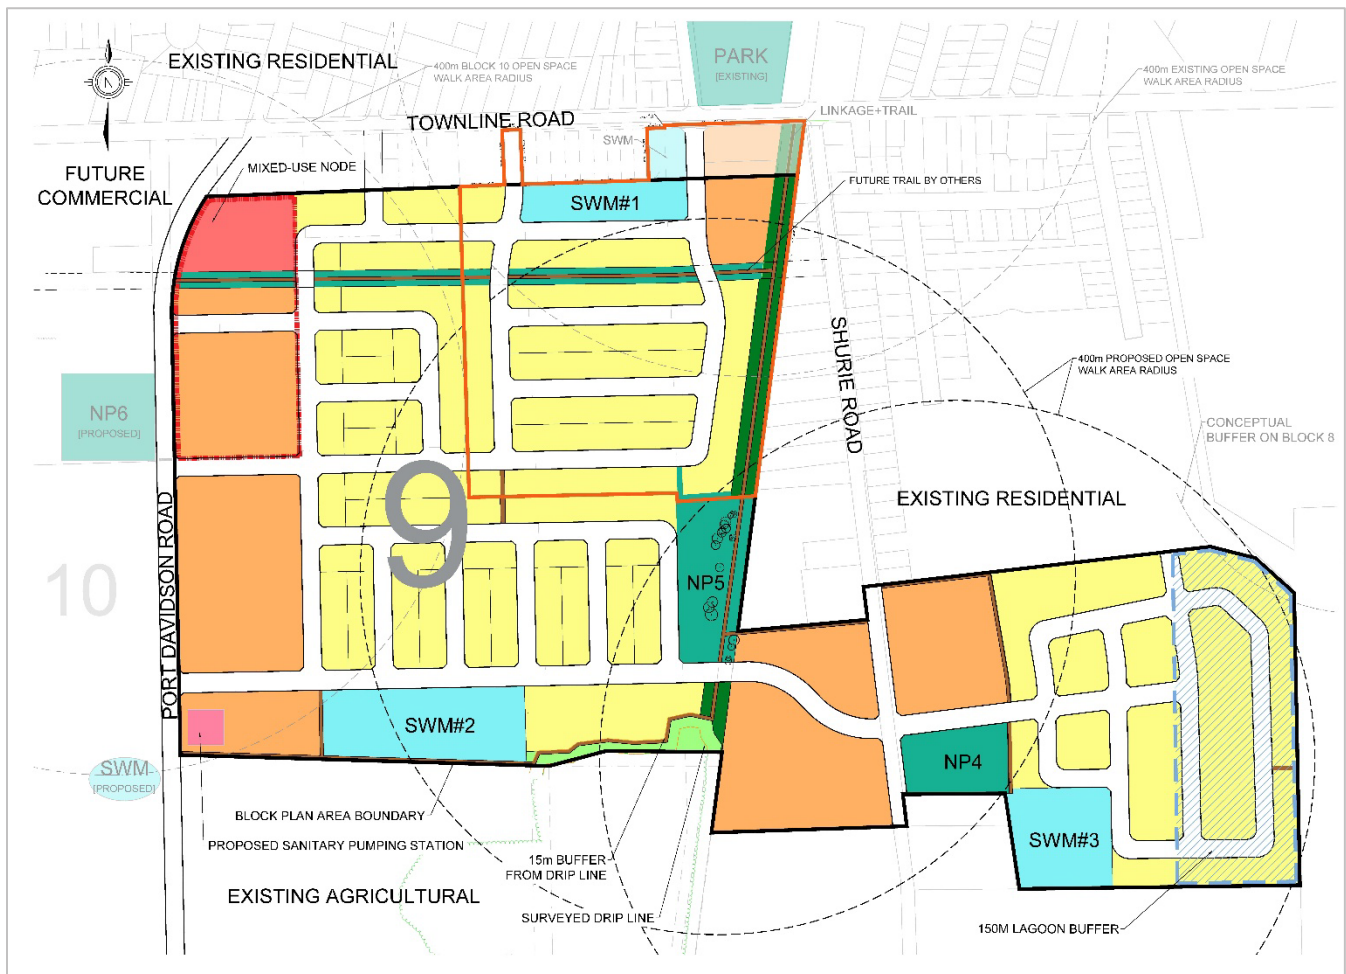 PARK
[EXISTING]
EXISTING RESIDENTIAL
400m BLOCK 10 OPEN SPACE
WALK AREA RADIUS
400m EXISTING OPEN SPACE
WALK AREA RADIUS
N
TOWNLINE ROAD
LINKAGE+TRAIL
SWM
FUTURE
COMMERCIAL
MIXED-USE NODE
FUTURE TRAIL BY OTHERS
SWM#1
SHURIE ROAD
400m PROPOSED OPEN SPACE
WALK AREA RADIUS
NP6
[PROPOSED]
CONCEPTUAL
BUFFER ON BLOCK 8
9
EXISTING RESIDENTIAL
PORT DAVIDSON ROAD
10
NP5
SWM#2
NP4
SWM
[PROPOSED]
BLOCK PLAN AREA BOUNDARY
PROPOSED SANITARY PUMPING STATION
SWM#3
15m BUFFER
FROM DRIP LINE
EXISTING AGRICULTURAL
SURVEYED DRIP LINE
150M LAGOON BUFFER